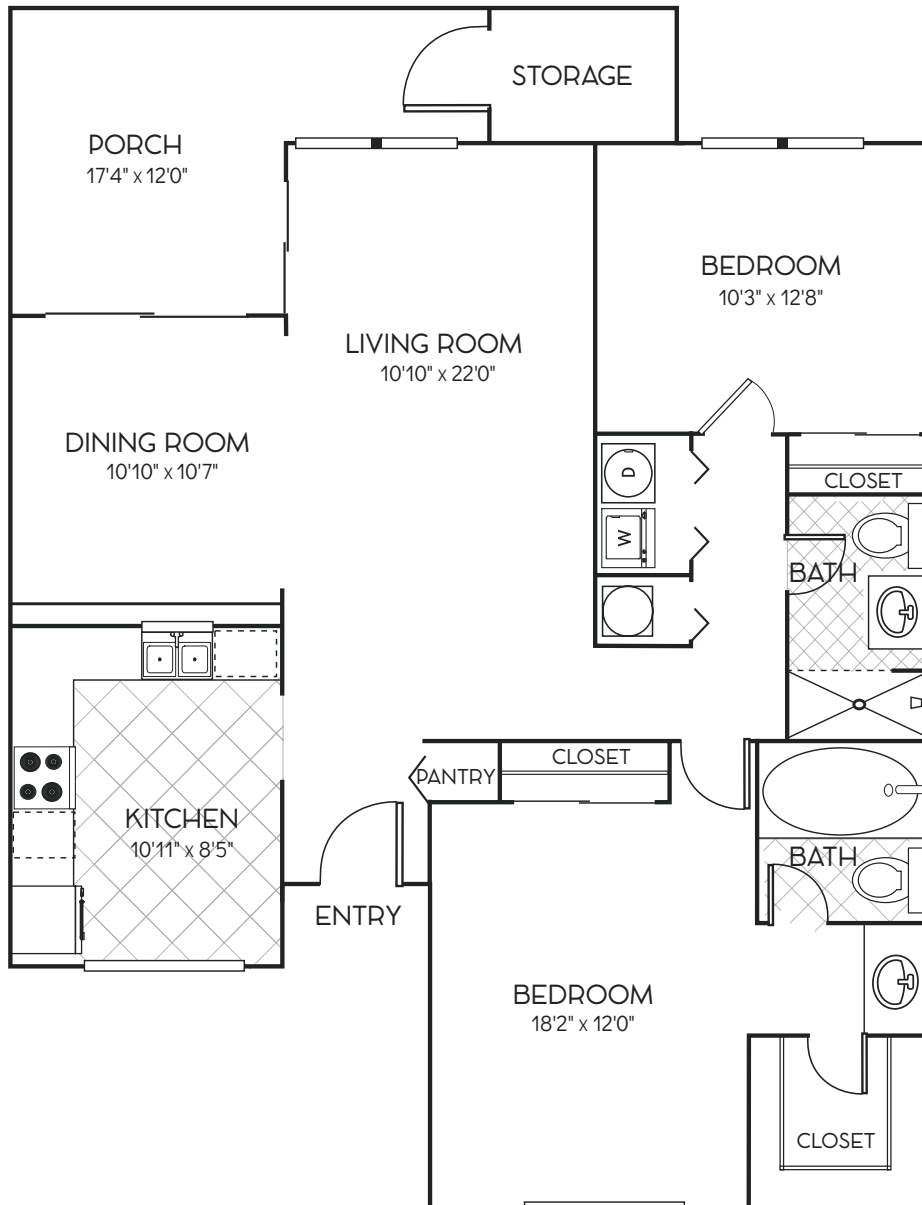 STORAGE
PORCH
17'4" x 12'0"
BEDROOM
10'3" x 12'8"
LIVING ROOM
10'10" x 22'0"
DINING ROOM
10'10" x 10'7"
D
CLOSET
W
BATH
CLOSET
PANTRY
KITCHEN
10'11" x 8'5"
BATH
ENTRY
BEDROOM
18'2" x 12'0"
CLOSET